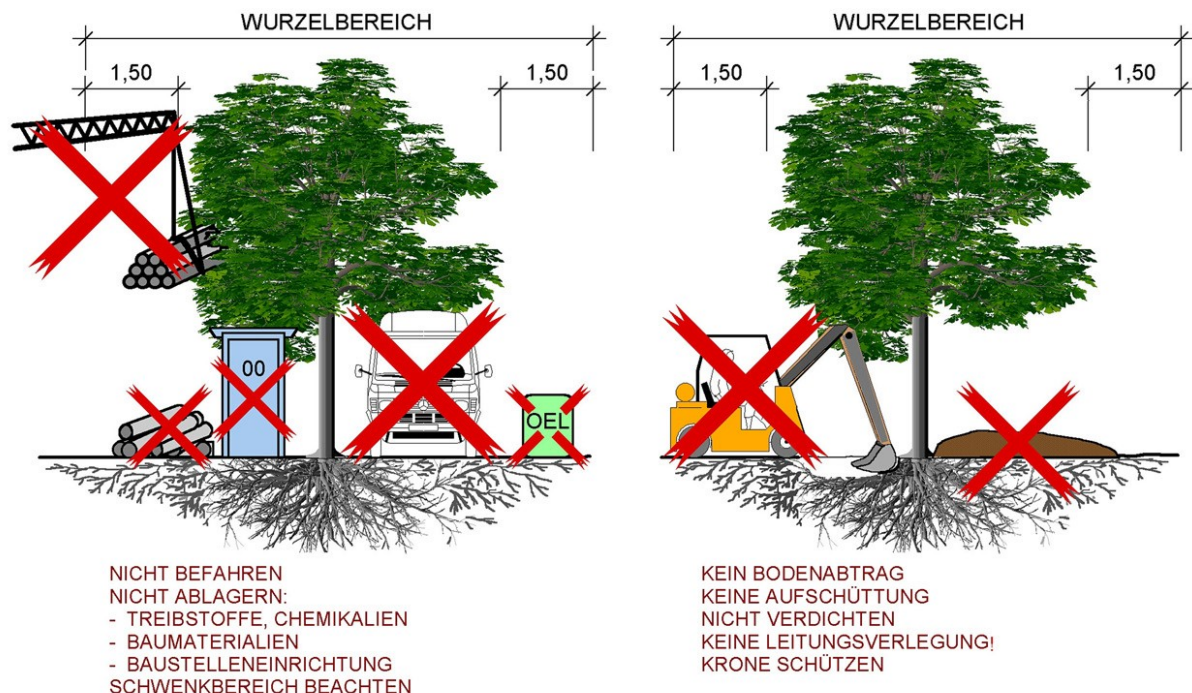 WURZELBEREICH
1,50
1,50
00
OEL
NICHT BEFAHREN
NICHT ABLAGERN:
- TREIBSTOFFE, CHEMIKALIEN
- BAUMATERIALIEN
- BAUSTELLENEINRICHTUNG
SCHWENKBEREICH BEACHTEN
WURZELBEREICH
1,50
1,50
KEIN BODENABTRAG
KEINE AUFSCHÜTTUNG
NICHT VERDICHTEN
KEINE LEITUNGSVERLEGUNG!
KRONE SCHÜTZEN